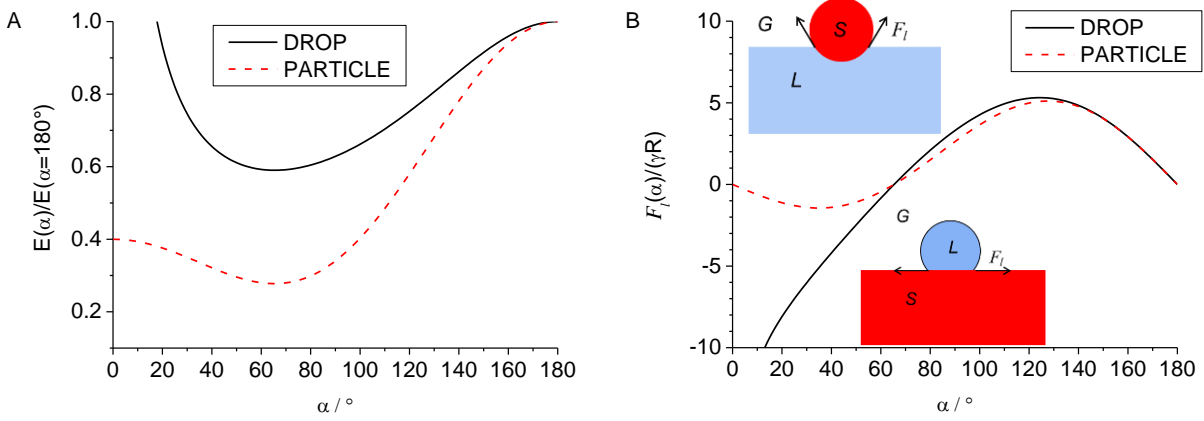 A
E(α)/E(α=180°)
1.0
0.8
0.6
0.4
0.2
DROP
PARTICLE
0 20 40 60 80 100 120 140 160 180
α / °
B
F_l(α)/(γR)
10
5
0
-5
-10
DROP
PARTICLE
G
S
F_l
L
G
L
F_l
S
0 20 40 60 80 100 120 140 160 180
α / °